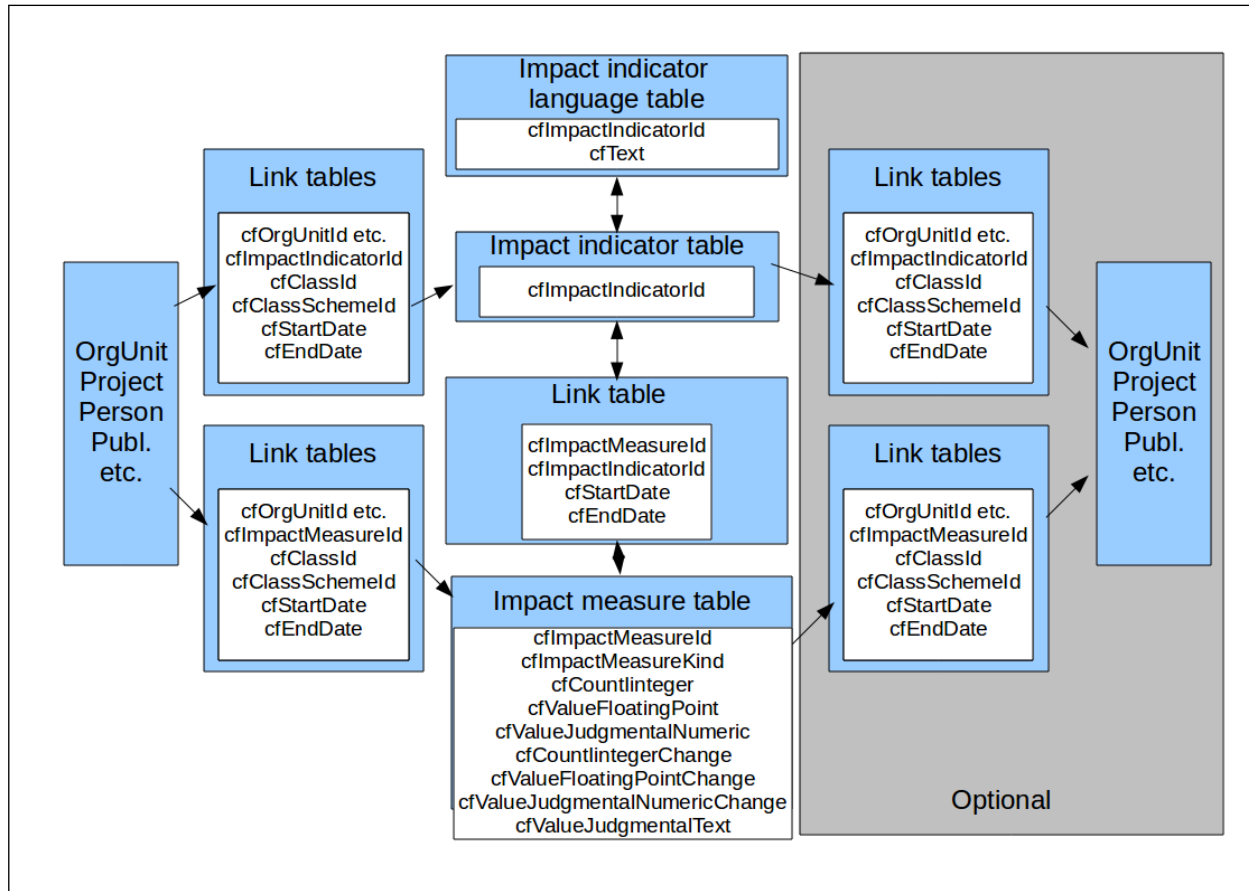 Impact indicator
language table
cfImpactIndicatorId
cfText
Link tables
cfOrgUnitId etc.
cfImpactIndicatorId
cfClassId
cfClassSchemeId
cfStartDate
cfEndDate
Impact indicator table
cfImpactIndicatorId
Link tables
cfOrgUnitId etc.
cfImpactIndicatorId
cfClassId
cfClassSchemeId
cfStartDate
cfEndDate
OrgUnit
Project
Person
Publ.
etc.
Link table
cfImpactMeasureId
cfImpactIndicatorId
cfStartDate
cfEndDate
OrgUnit
Project
Person
Publ.
etc.
Link tables
cfOrgUnitId etc.
cfImpactMeasureId
cfClassId
cfClassSchemeId
cfStartDate
cfEndDate
Impact measure table
cfImpactMeasureId
cfImpactMeasureKind
cfCountIinteger
cfValueFloatingPoint
cfValueJudgmentalNumeric
cfCountIintegerChange
cfValueFloatingPointChange
cfValueJudgmentalNumericChange
cfValueJudgmentalText
Link tables
cfOrgUnitId etc.
cfImpactMeasureId
cfClassId
cfClassSchemeId
cfStartDate
cfEndDate
Optional